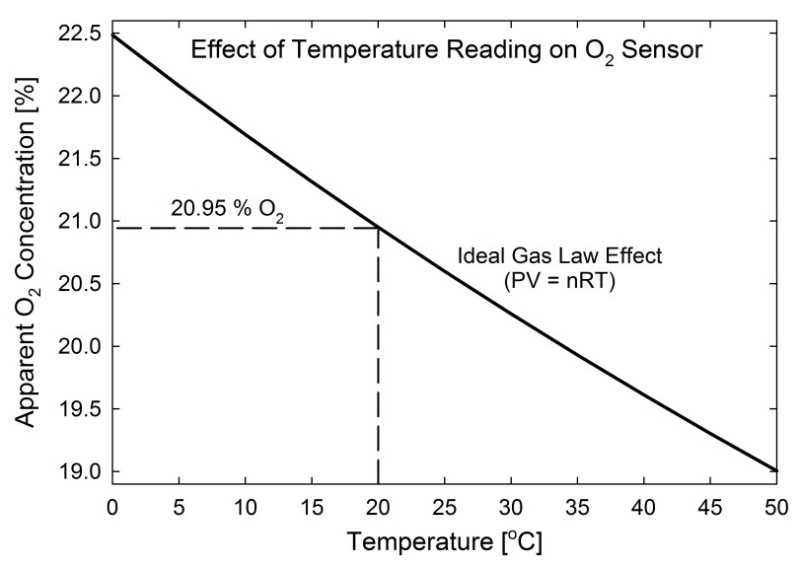 Effect of Temperature Reading on O₂ Sensor
Apparent O₂ Concentration [%]
22.5
22.0
21.5
21.0
20.5
20.0
19.5
19.0
20.95 % O₂
Ideal Gas Law Effect
(PV = nRT)
0 5 10 15 20 25 30 35 40 45 50
Temperature [°C]